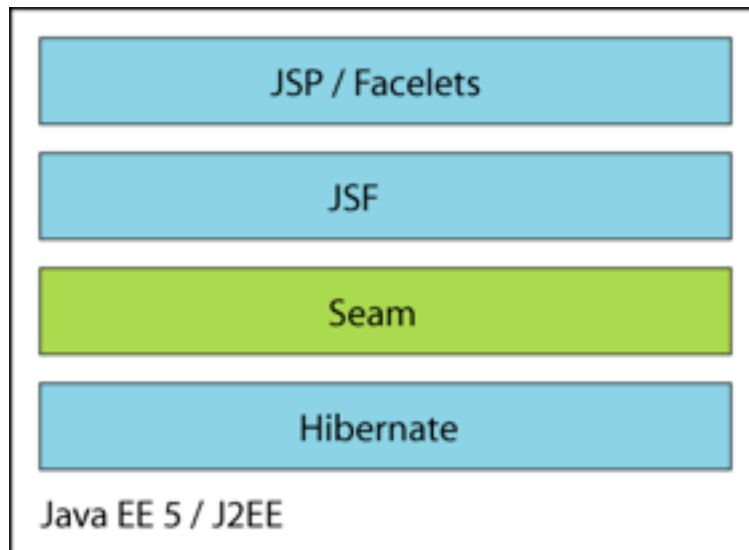 JSP / Facelets
JSF
Seam
Hibernate
Java EE 5 / J2EE